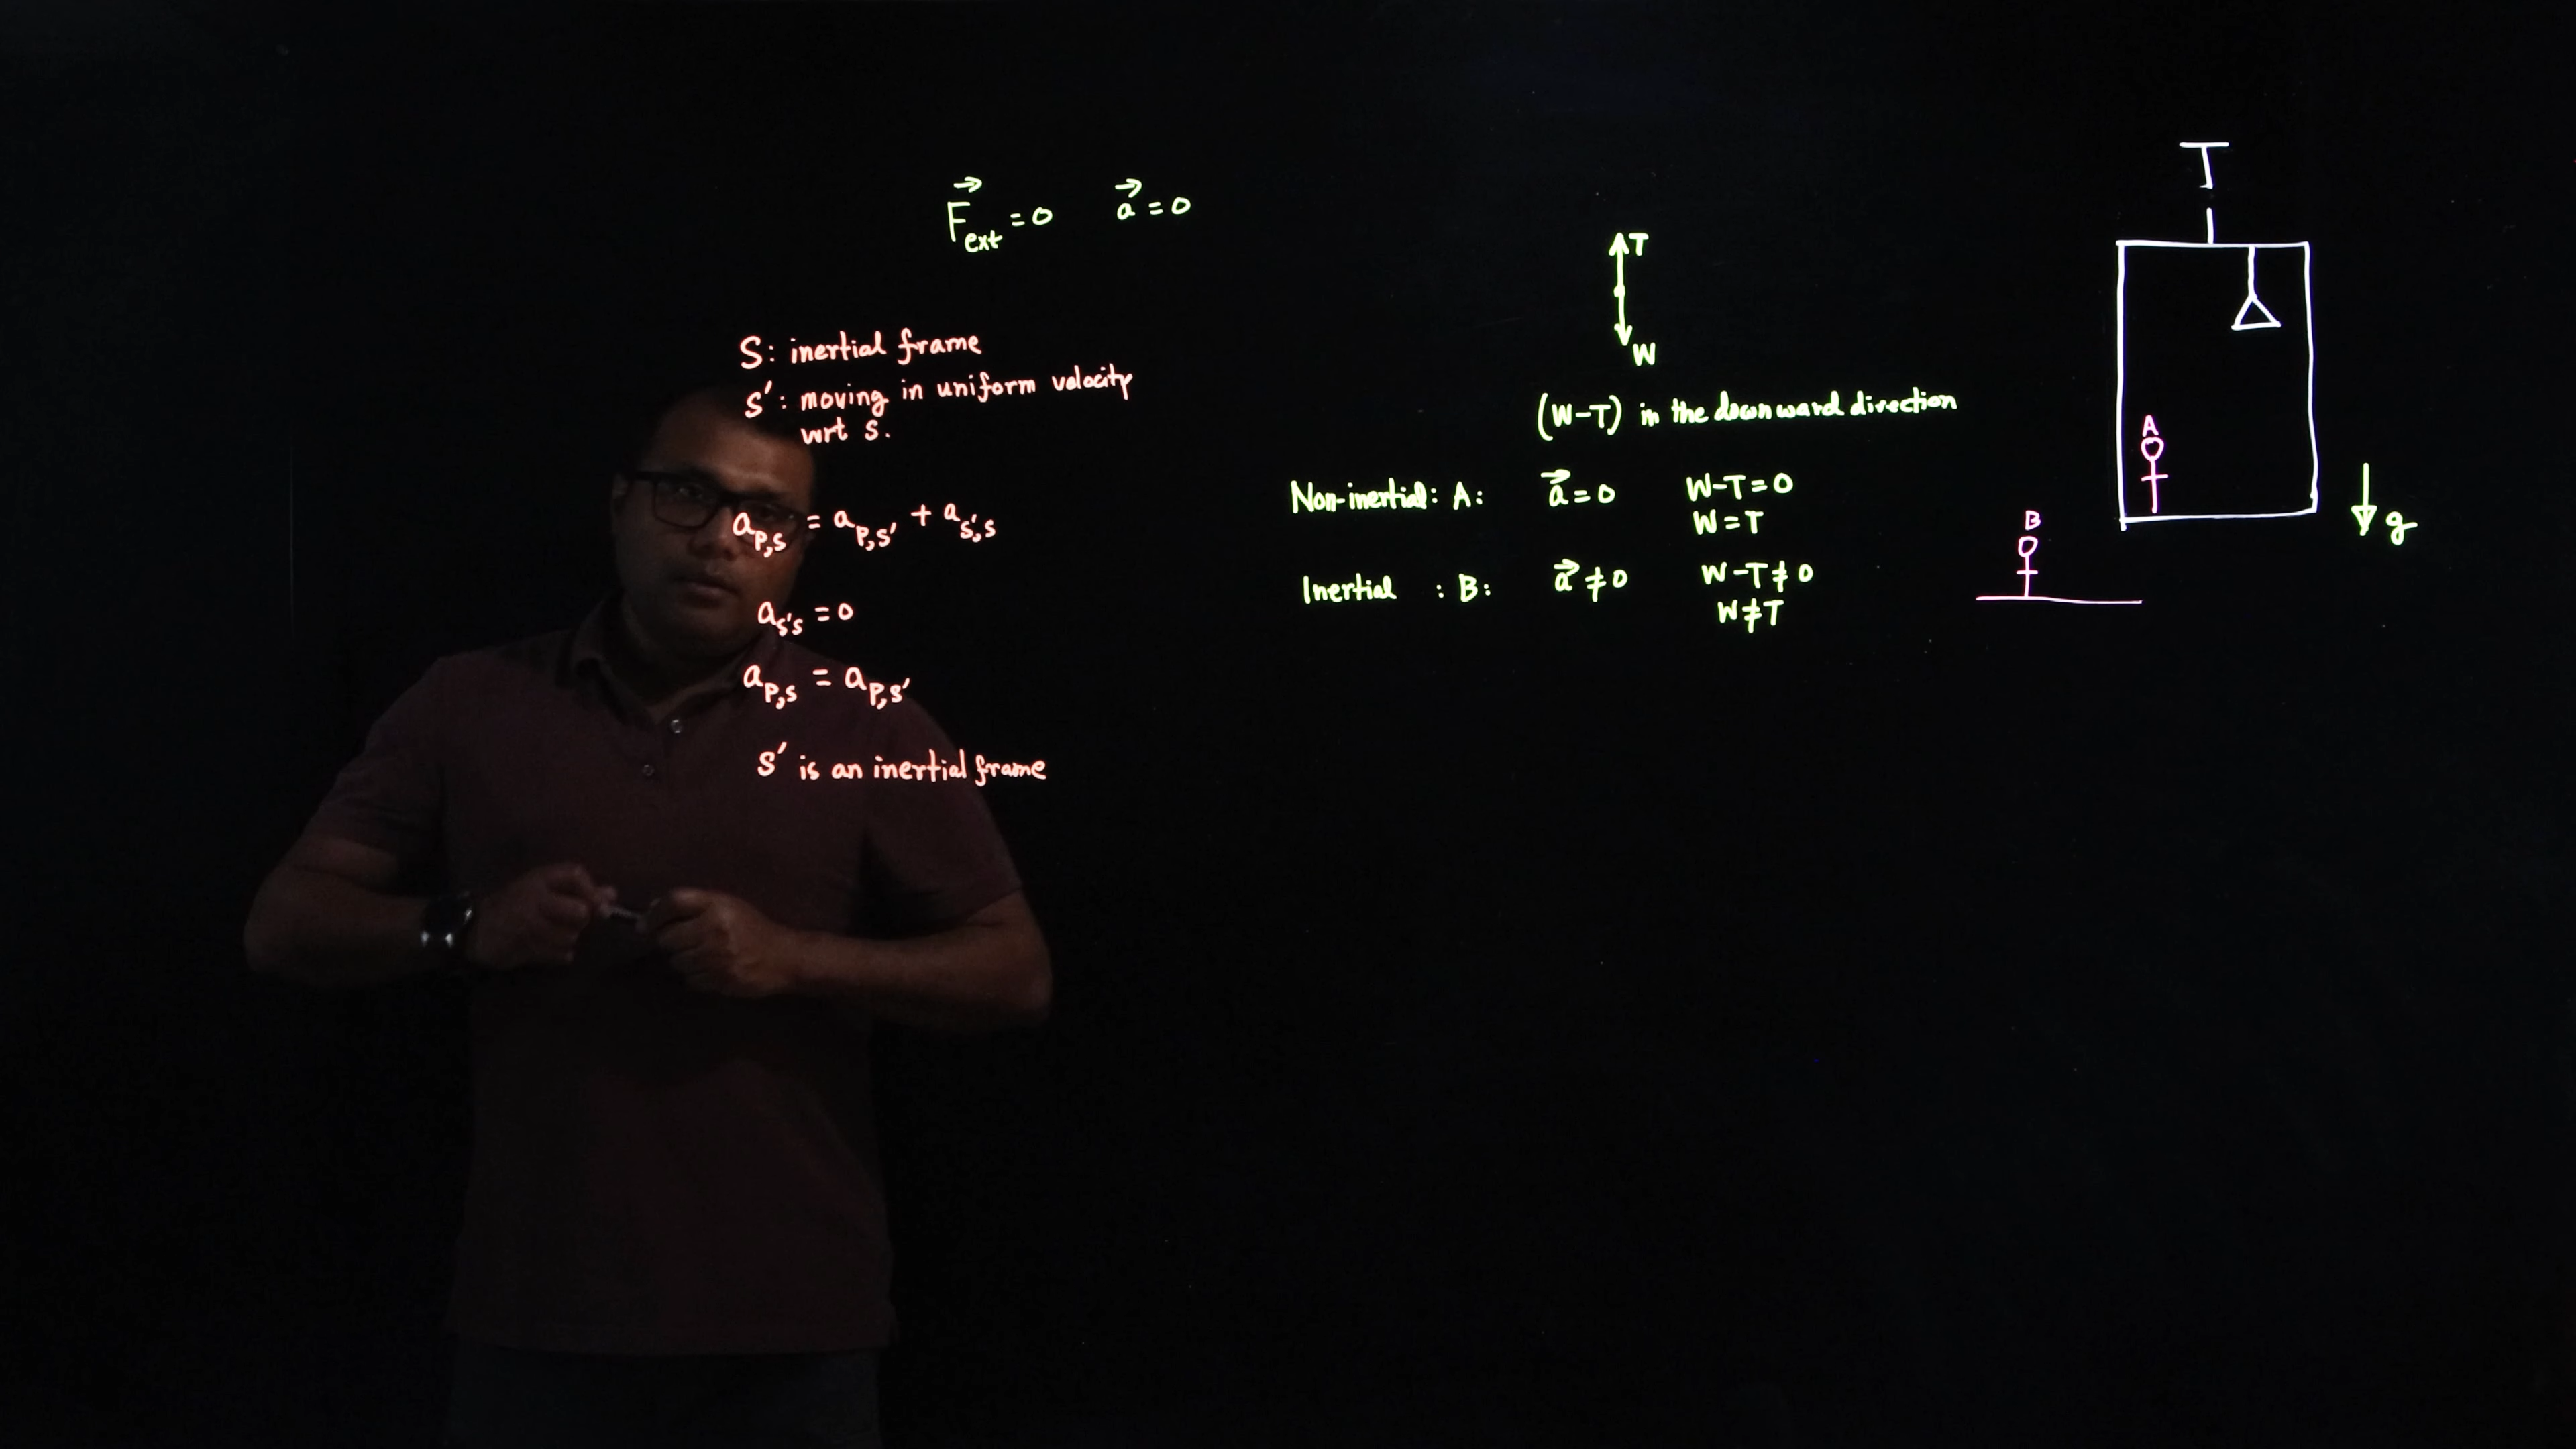 F⃗ext = 0   a⃗ = 0
S: inertial frame
S': moving in uniform velocity
wrt S.
aP,S = aP,S' + aS',S
aS'S = 0
aP,S = aP,S'
S' is an inertial frame
T
W
(W-T) in the downward direction
Non-inertial: A:   a⃗ = 0   W-T=0
W=T
Inertial : B:   a⃗ ≠ 0   W-T≠0
W≠T
A
B
g